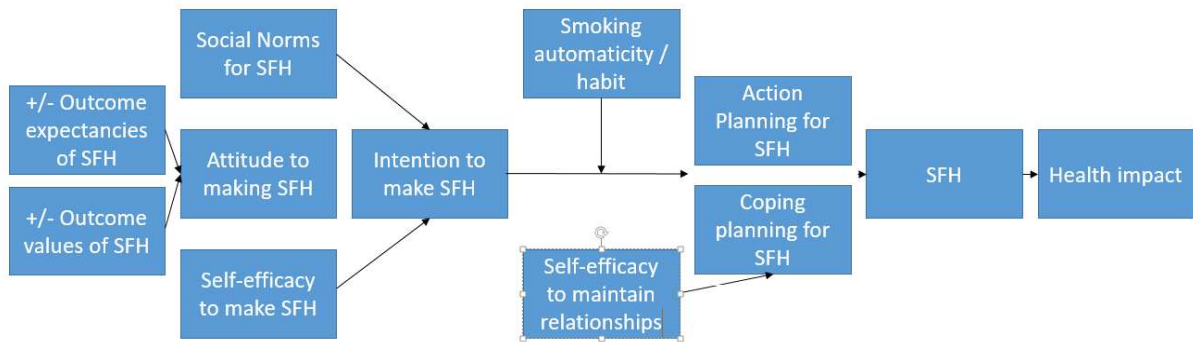 +/- Outcome
expectancies
of SFH
+/- Outcome
values of SFH
Social Norms
for SFH
Attitude to
making SFH
Self-efficacy
to make SFH
Intention to
make SFH
Smoking
automaticity /
habit
Self-efficacy
to maintain
relationships
Action
Planning for
SFH
Coping
planning for
SFH
SFH
Health impact